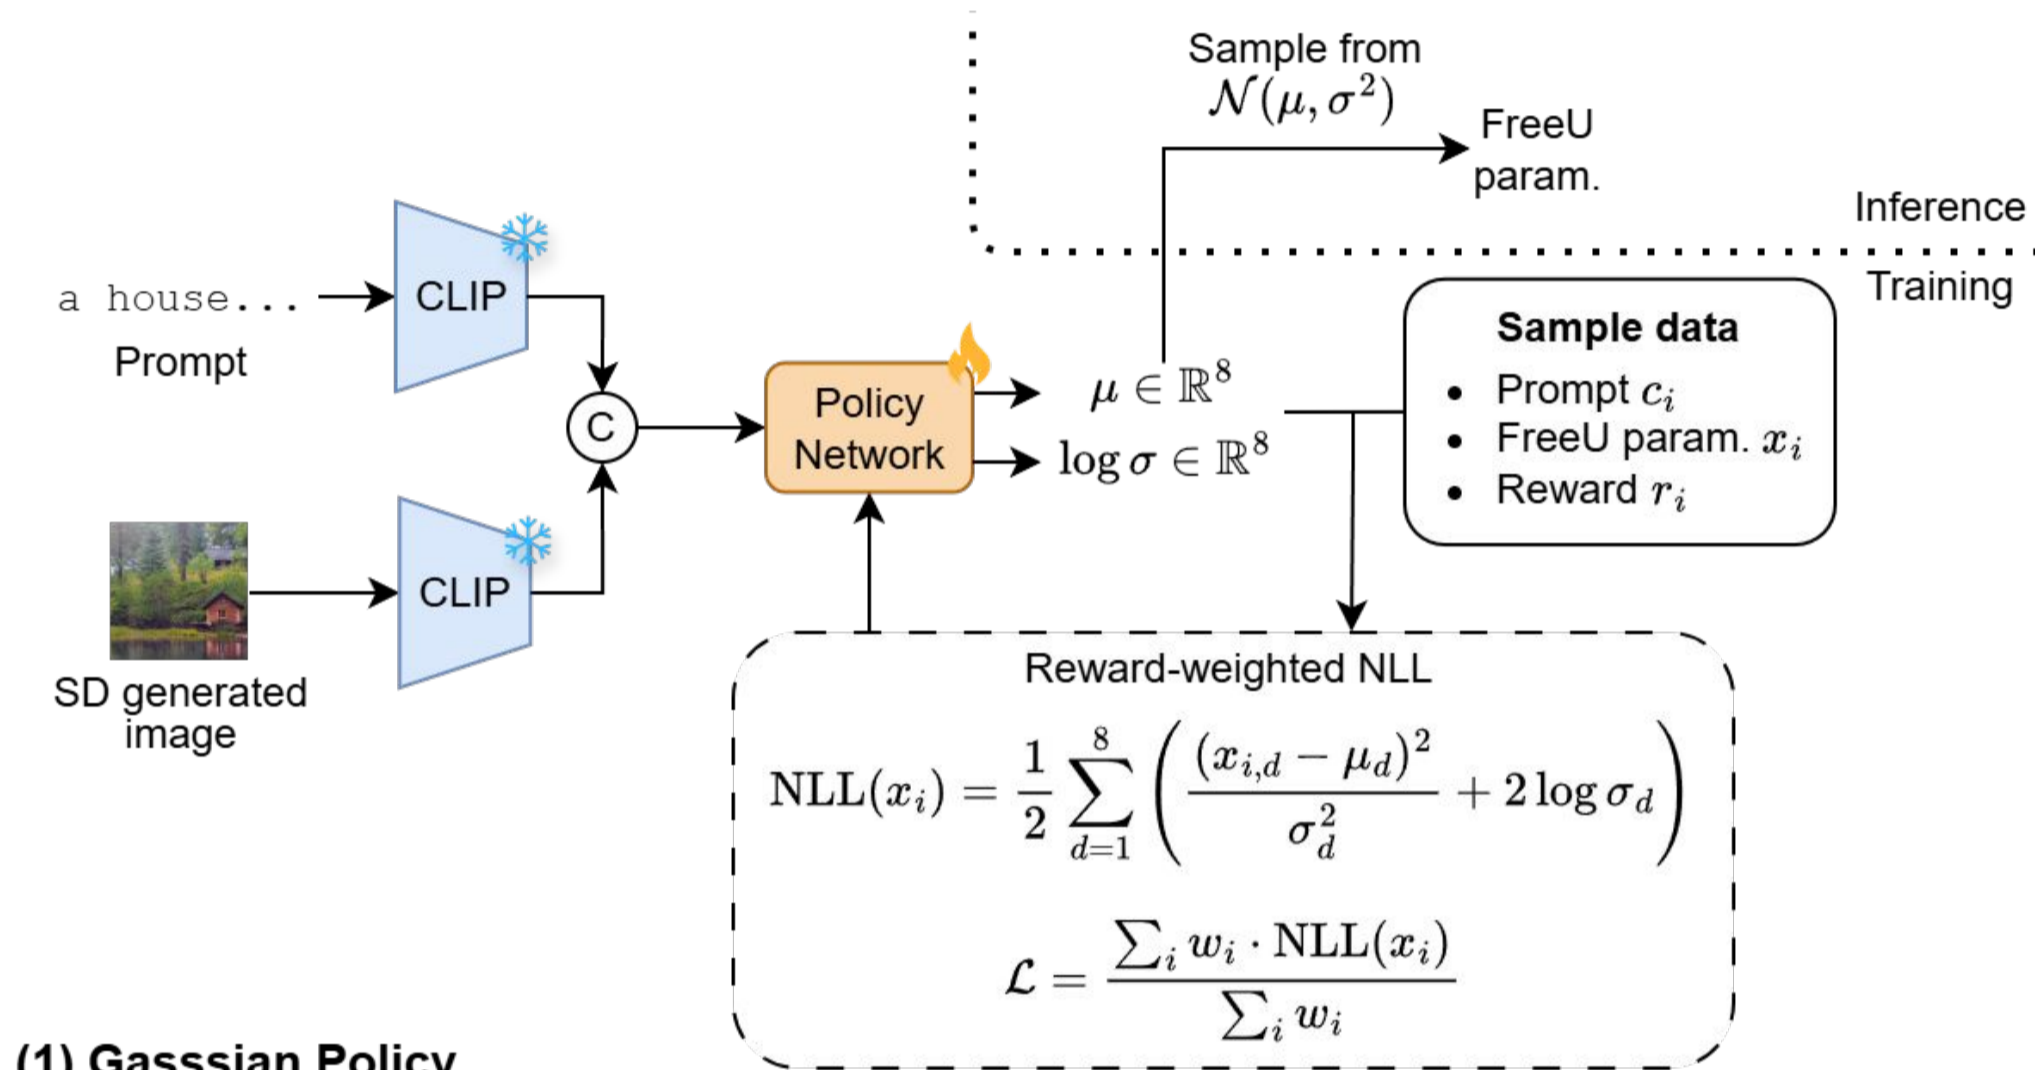 Sample from
𝒩(μ, σ²)
FreeU
param.
Inference
Training
a house...
Prompt
CLIP
C
Policy
Network
μ ∈ ℝ⁸
log σ ∈ ℝ⁸
Sample data
• Prompt cᵢ
• FreeU param. xᵢ
• Reward rᵢ
SD generated
image
CLIP
Reward-weighted NLL
NLL(xᵢ) = 1/2 ∑_{d=1}^{8} ( (x_{i,d} − μ_d)² / σ_d² + 2 log σ_d )
ℒ = ∑ᵢ wᵢ · NLL(xᵢ) / ∑ᵢ wᵢ
(1) Gasssian Policy